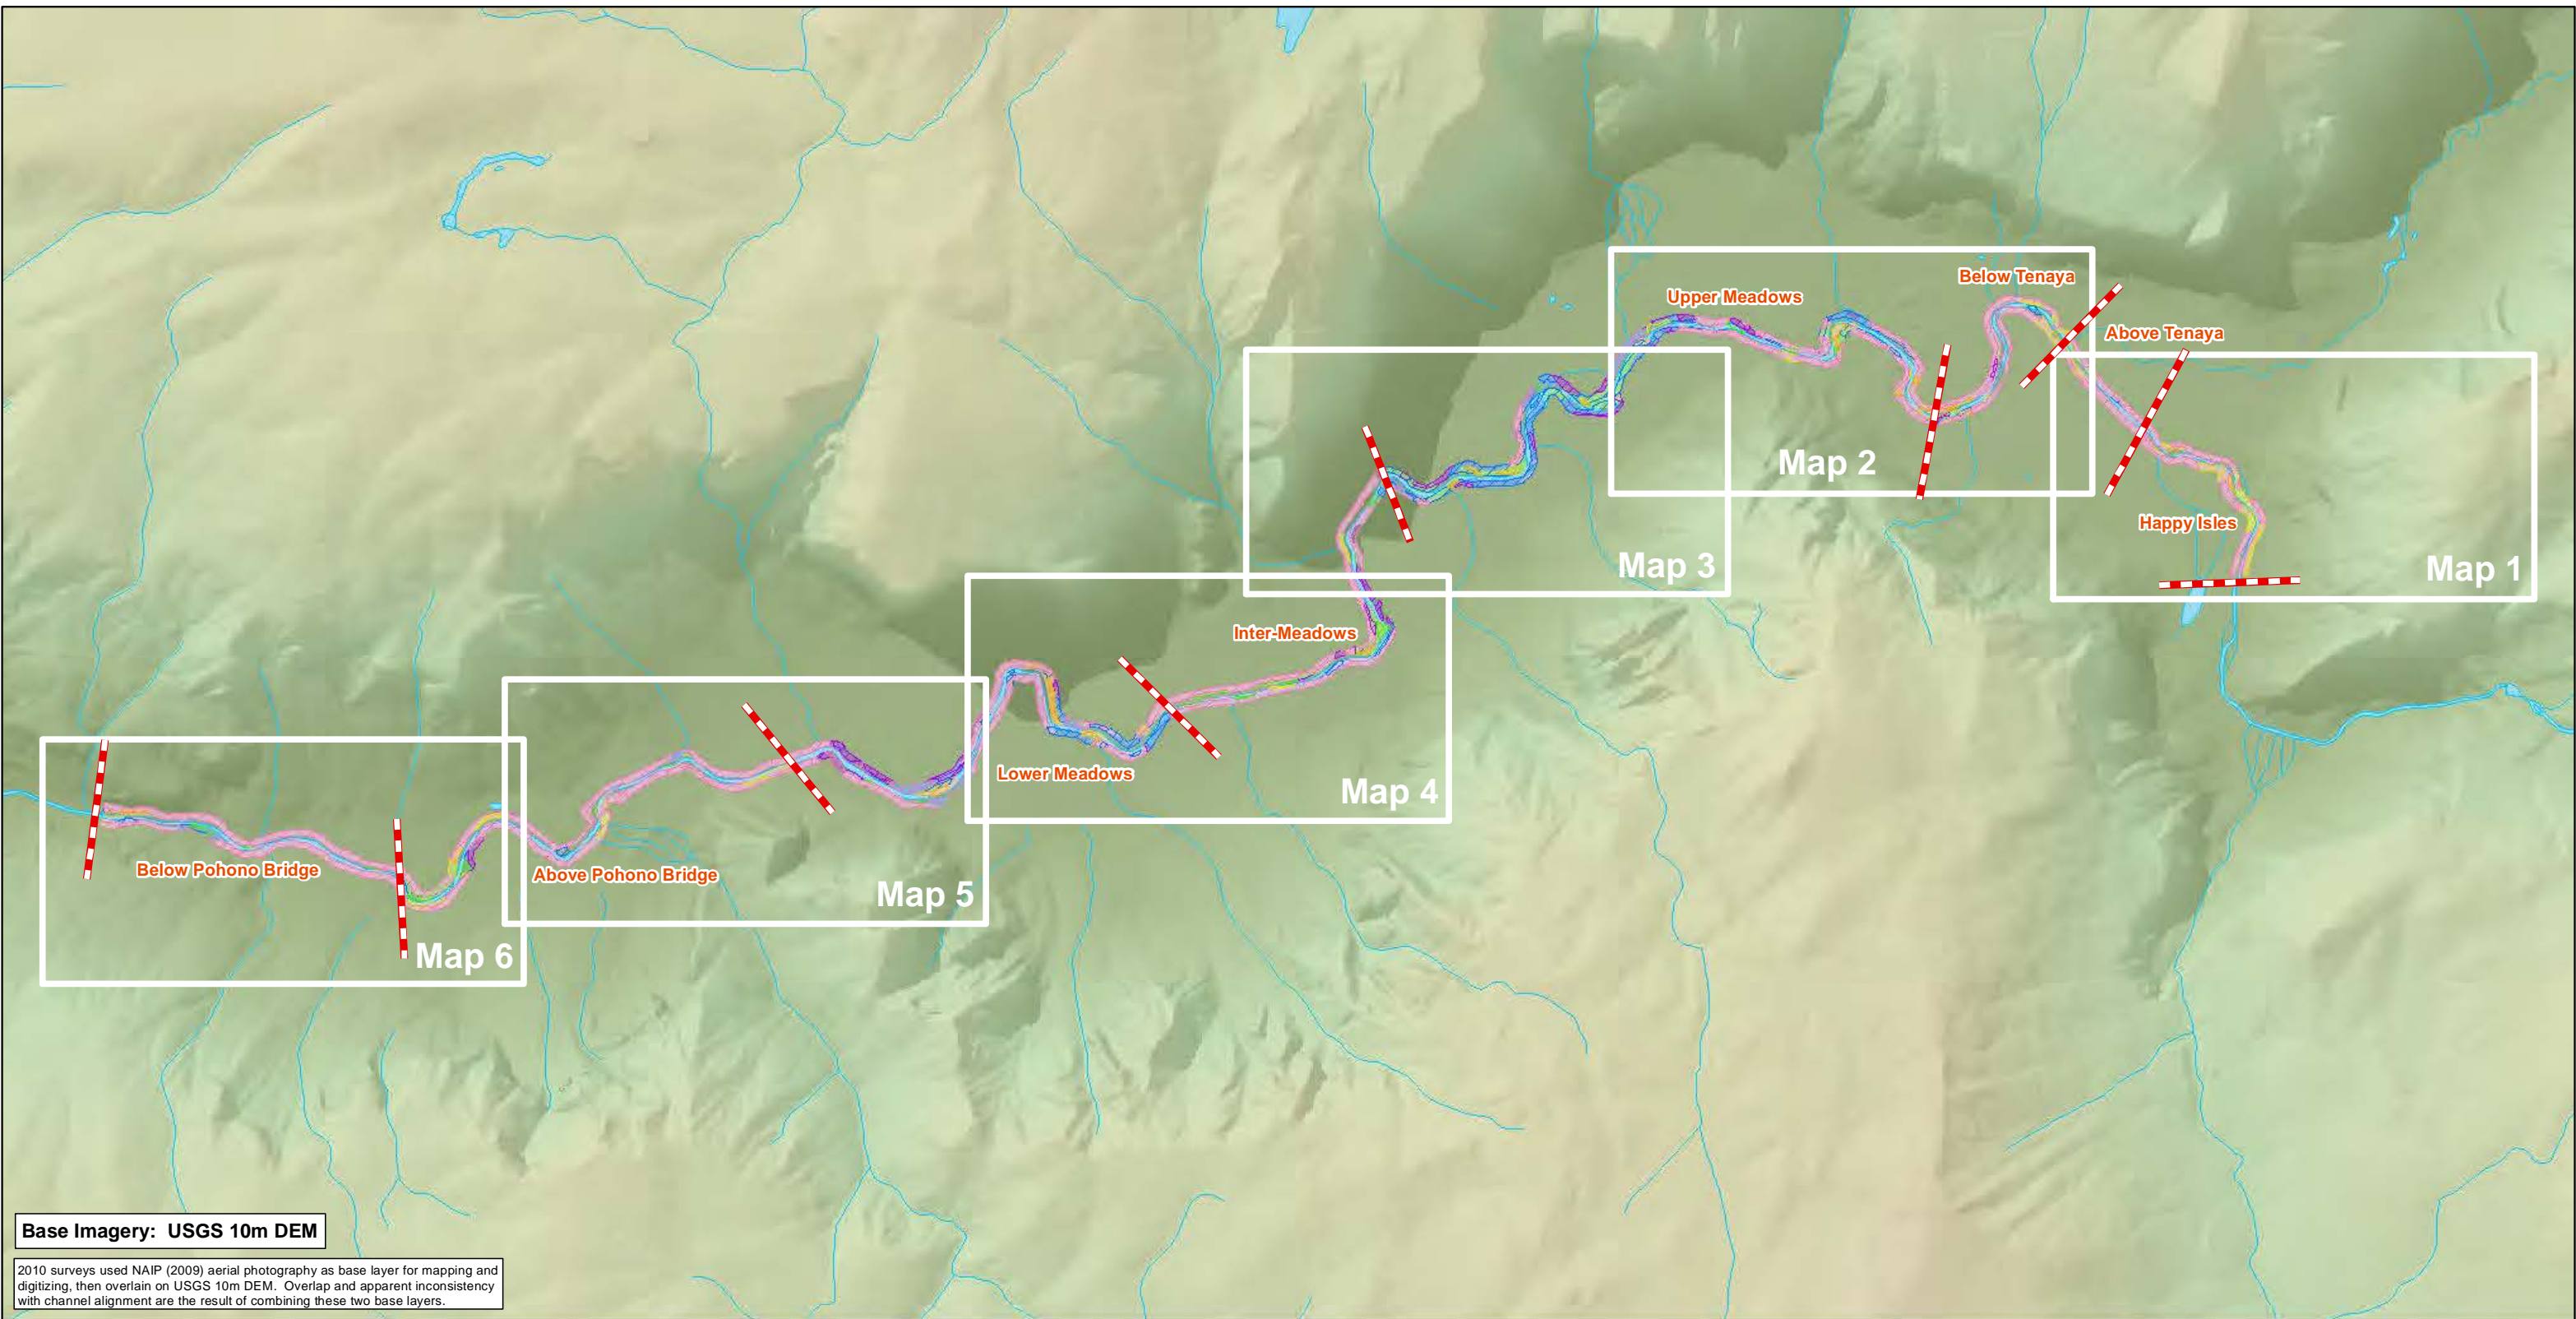 Below Tenaya
Upper Meadows
Above Tenaya
Map 2
Happy Isles
Map 3
Map 1
Inter-Meadows
Lower Meadows
Map 4
Below Pohono Bridge
Above Pohono Bridge
Map 5
Map 6
Base Imagery: USGS 10m DEM
2010 surveys used NAIP (2009) aerial photography as base layer for mapping and
digitizing, then overlain on USGS 10m DEM. Overlap and apparent inconsistency
with channel alignment are the result of combining these two base layers.